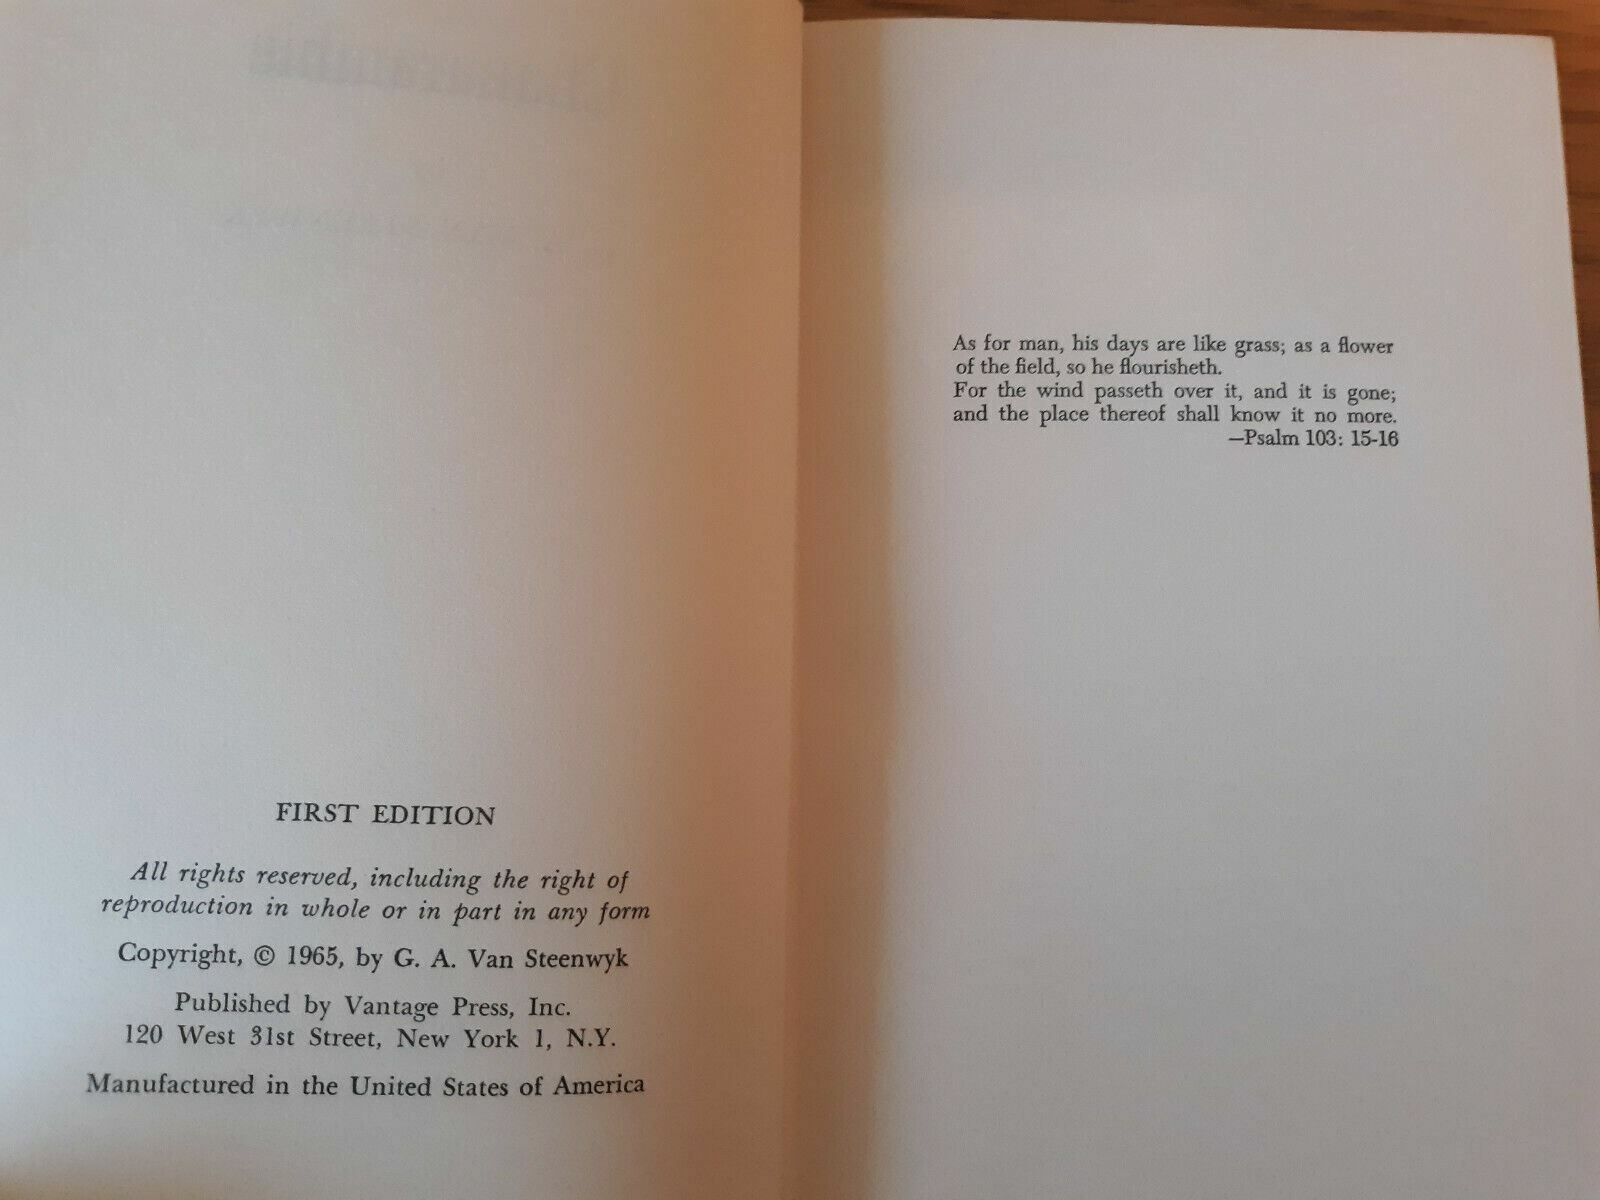 FIRST EDITION
All rights reserved, including the right of
reproduction in whole or in part in any form
Copyright, © 1965, by G. A. Van Steenwyk
Published by Vantage Press, Inc.
120 West 31st Street, New York 1, N.Y.
Manufactured in the United States of America
As for man, his days are like grass; as a flower
of the field, so he flourisheth.
For the wind passeth over it, and it is gone;
and the place thereof shall know it no more.
—Psalm 103: 15-16